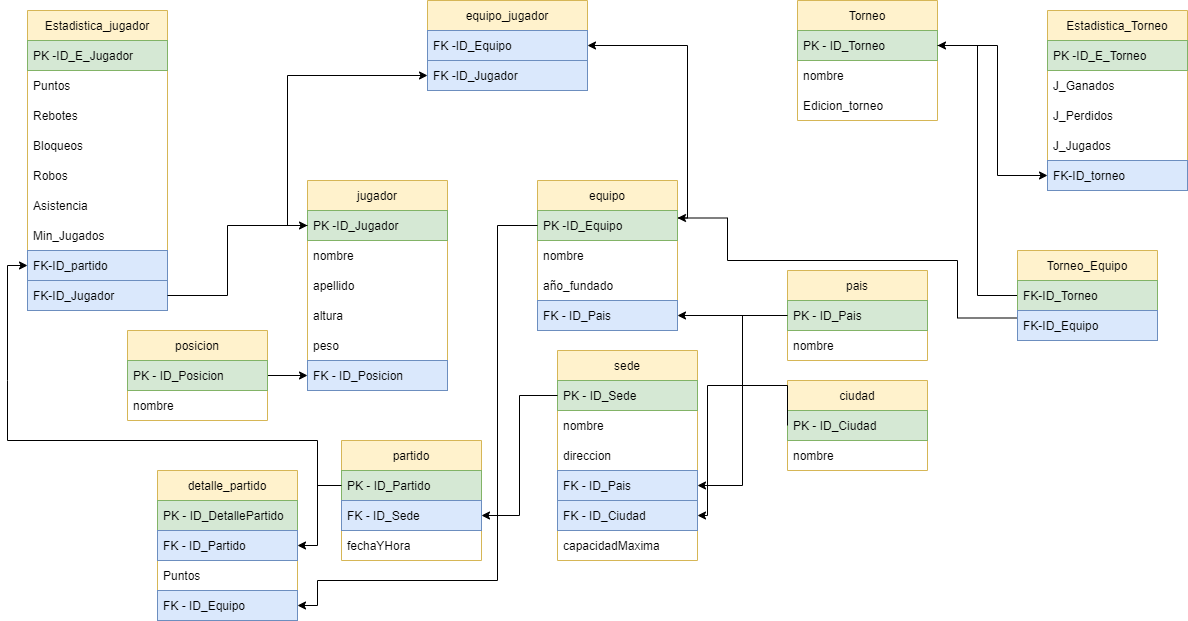 Estadistica_jugador
PK -ID_E_Jugador
Puntos
Rebotes
Bloqueos
Robos
Asistencia
Min_Jugados
FK-ID_partido
FK-ID_Jugador
equipo_jugador
FK -ID_Equipo
FK -ID_Jugador
Torneo
PK - ID_Torneo
nombre
Edicion_torneo
Estadistica_Torneo
PK -ID_E_Torneo
J_Ganados
J_Perdidos
J_Jugados
FK-ID_torneo
jugador
PK -ID_Jugador
nombre
apellido
altura
peso
FK - ID_Posicion
equipo
PK -ID_Equipo
nombre
año_fundado
FK - ID_Pais
Torneo_Equipo
FK-ID_Torneo
FK-ID_Equipo
pais
PK - ID_Pais
nombre
posicion
PK - ID_Posicion
nombre
sede
PK - ID_Sede
nombre
direccion
FK - ID_Pais
FK - ID_Ciudad
capacidadMaxima
ciudad
PK - ID_Ciudad
nombre
partido
PK - ID_Partido
FK - ID_Sede
fechaYHora
detalle_partido
PK - ID_DetallePartido
FK - ID_Partido
Puntos
FK - ID_Equipo